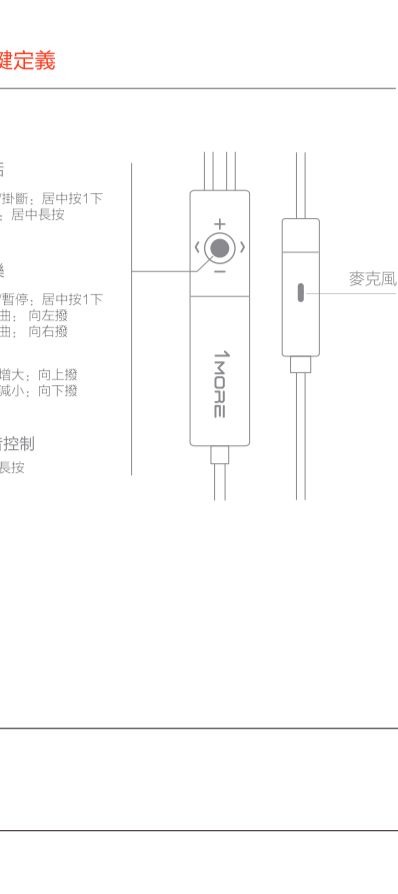 鍵定義
話
/掛斷；居中按1下
；居中長按
樂
/暫停；居中按1下
曲； 向左撥
曲； 向右撥
增大；向上撥
減小；向下撥
音控制
長按
麥克風
1MORE